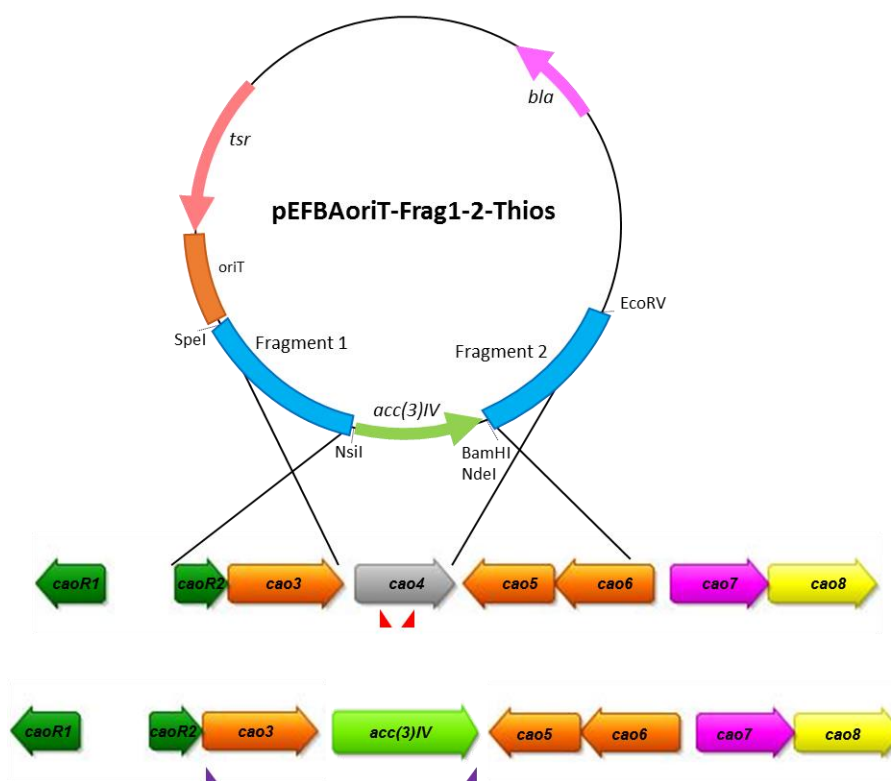 bla
tsr
pEFBAoriT-Frag1-2-Thios
oriT
EcoRV
SpeI
Fragment 1
Fragment 2
acc(3)IV
NsiI
BamHI
NdeI
caoR1
caoR2
cao3
cao4
cao5
cao6
cao7
cao8
caoR1
caoR2
cao3
acc(3)IV
cao5
cao6
cao7
cao8